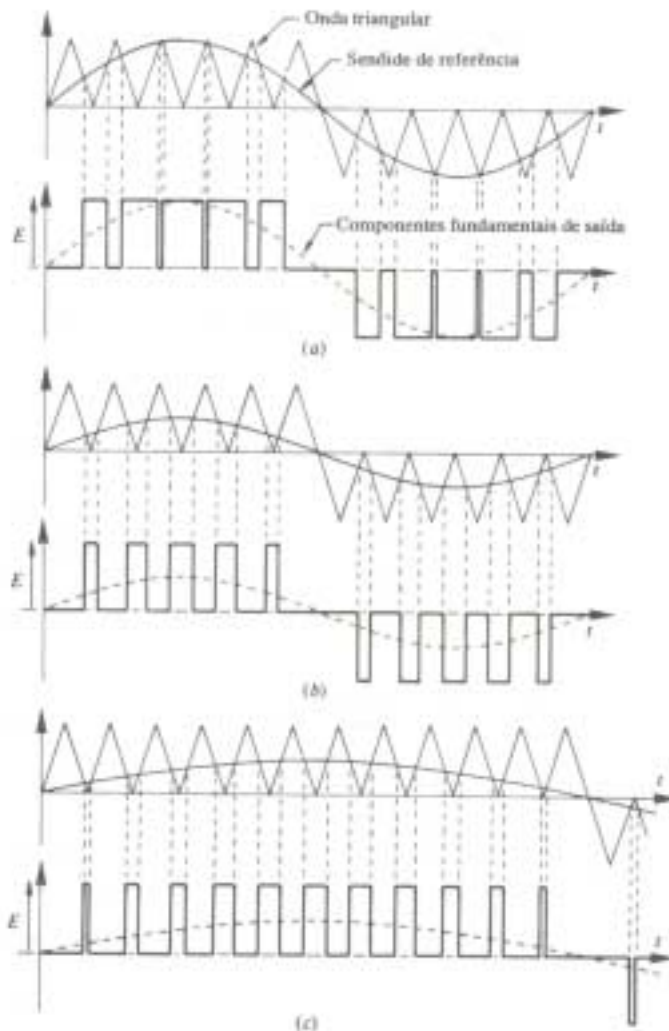 Onda triangular
Senóide de referência
t
E
Componentes fundamentais de saída
t
(a)
t
E
t
(b)
t
E
t
(c)